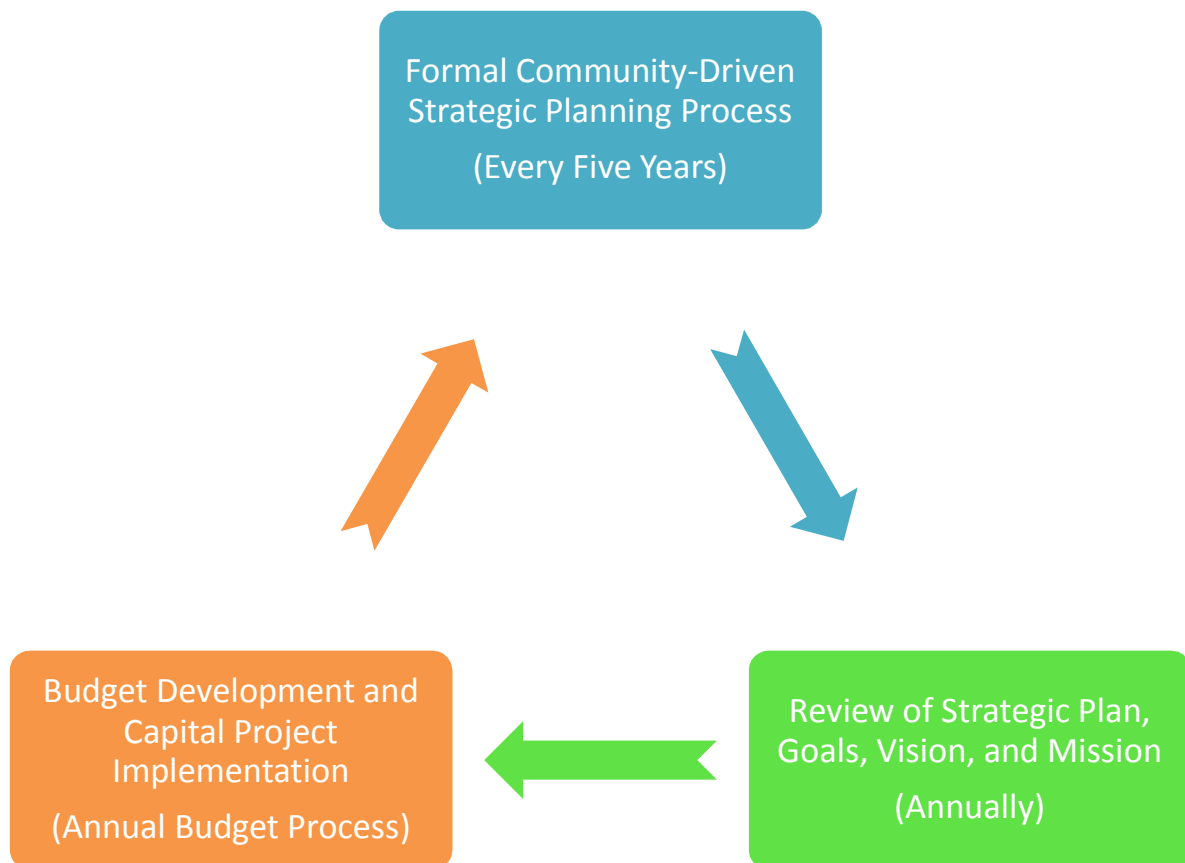 Formal Community-Driven
Strategic Planning Process
(Every Five Years)
Review of Strategic Plan,
Goals, Vision, and Mission
(Annually)
Budget Development and
Capital Project
Implementation
(Annual Budget Process)